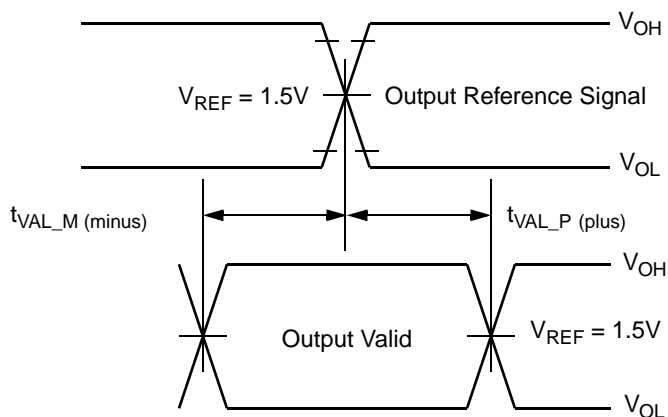 V_OH
V_REF = 1.5V
Output Reference Signal
V_OL
t_VAL_M (minus)
t_VAL_P (plus)
V_OH
Output Valid
V_REF = 1.5V
V_OL